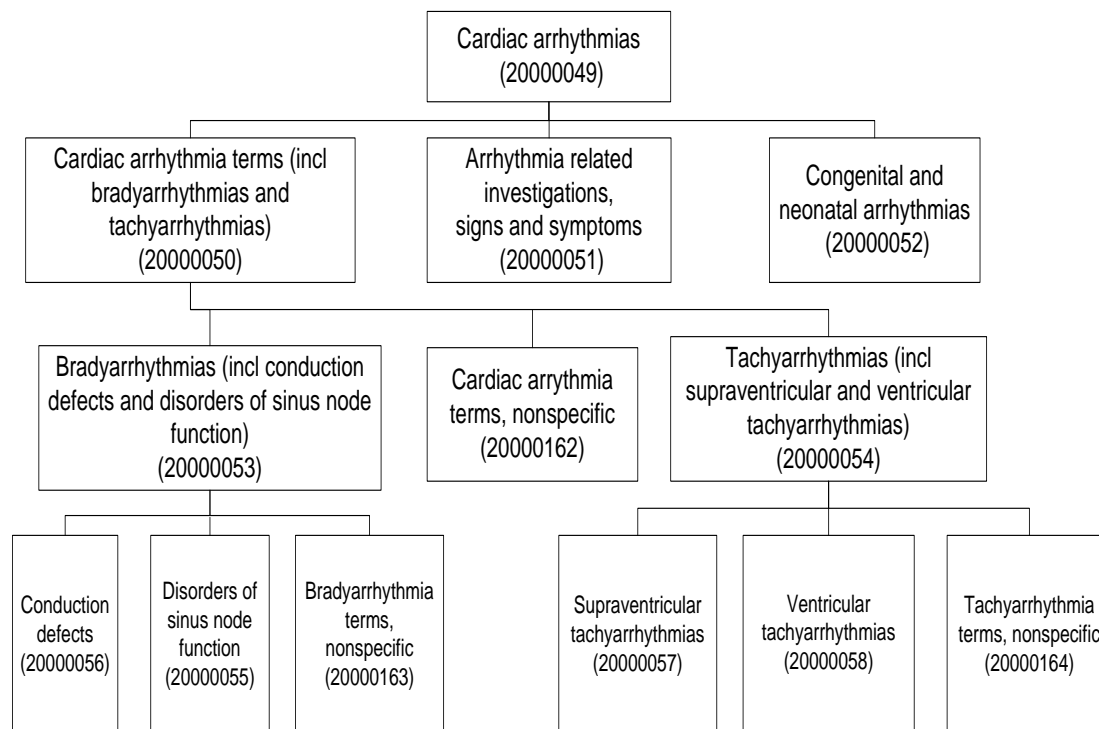 Cardiac arrhythmias
(20000049)
Cardiac arrhythmia terms (incl
bradyarrhythmias and
tachyarrhythmias)
(20000050)
Arrhythmia related
investigations,
signs and symptoms
(20000051)
Congenital and
neonatal arrhythmias
(20000052)
Bradyarrhythmias (incl conduction
defects and disorders of sinus node
function)
(20000053)
Cardiac arrythmia
terms, nonspecific
(20000162)
Tachyarrhythmias (incl
supraventricular and ventricular
tachyarrhythmias)
(20000054)
Conduction
defects
(20000056)
Disorders of
sinus node
function
(20000055)
Bradyarrhythmia
terms,
nonspecific
(20000163)
Supraventricular
tachyarrhythmias
(20000057)
Ventricular
tachyarrhythmias
(20000058)
Tachyarrhythmia
terms, nonspecific
(20000164)